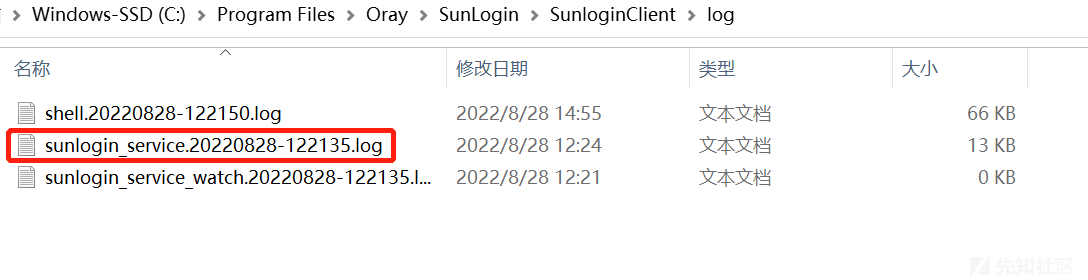 Windows-SSD (C:) > Program Files > Oray > SunLogin > SunloginClient > log
名称 修改日期 类型 大小
shell.20220828-122150.log 2022/8/28 14:55 文本文档 66 KB
sunlogin_service.20220828-122135.log 2022/8/28 12:24 文本文档 13 KB
sunlogin_service_watch.20220828-122135.l... 2022/8/28 12:21 文本文档 0 KB
先知社区